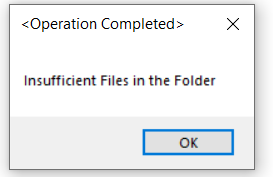 <Operation Completed>
Insufficient Files in the Folder
OK